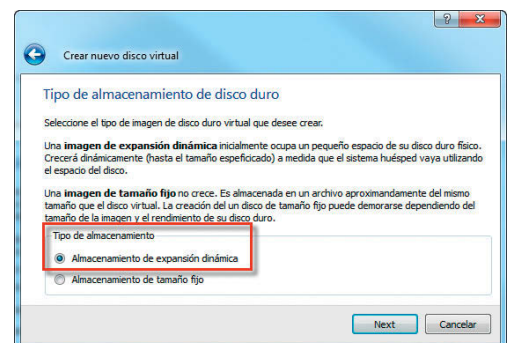 Crear nuevo disco virtual
Tipo de almacenamiento de disco duro
Seleccione el tipo de imagen de disco duro virtual que desee crear.
Una imagen de expansión dinámica inicialmente ocupa un pequeño espacio de su disco duro físico.
Crecerá dinámicamente (hasta el tamaño espeficicado) a medida que el sistema huésped vaya utilizando
el espacio del disco.
Una imagen de tamaño fijo no crece. Es almacenada en un archivo aproximandamente del mismo
tamaño que el disco virtual. La creación del un disco de tamaño fijo puede demorarse dependiendo del
tamaño de la imagen y el rendimiento de su disco duro.
Tipo de almacenamiento
Almacenamiento de expansión dinámica
Almacenamiento de tamaño fijo
Next Cancelar